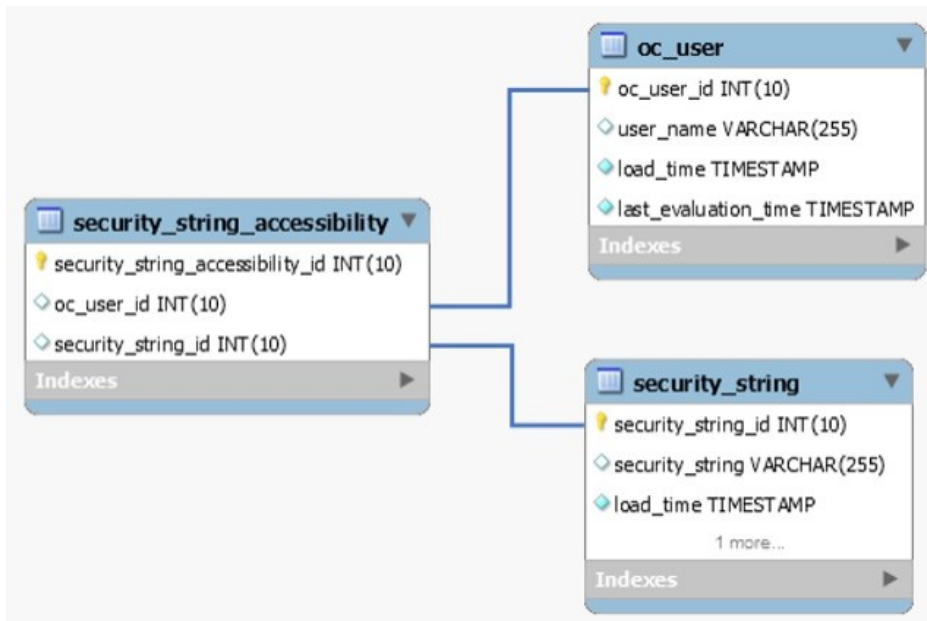 security_string_accessibility
security_string_accessibility_id INT(10)
oc_user_id INT(10)
security_string_id INT(10)
Indexes
oc_user
oc_user_id INT(10)
user_name VARCHAR(255)
load_time TIMESTAMP
last_evaluation_time TIMESTAMP
Indexes
security_string
security_string_id INT(10)
security_string VARCHAR(255)
load_time TIMESTAMP
1 more...
Indexes